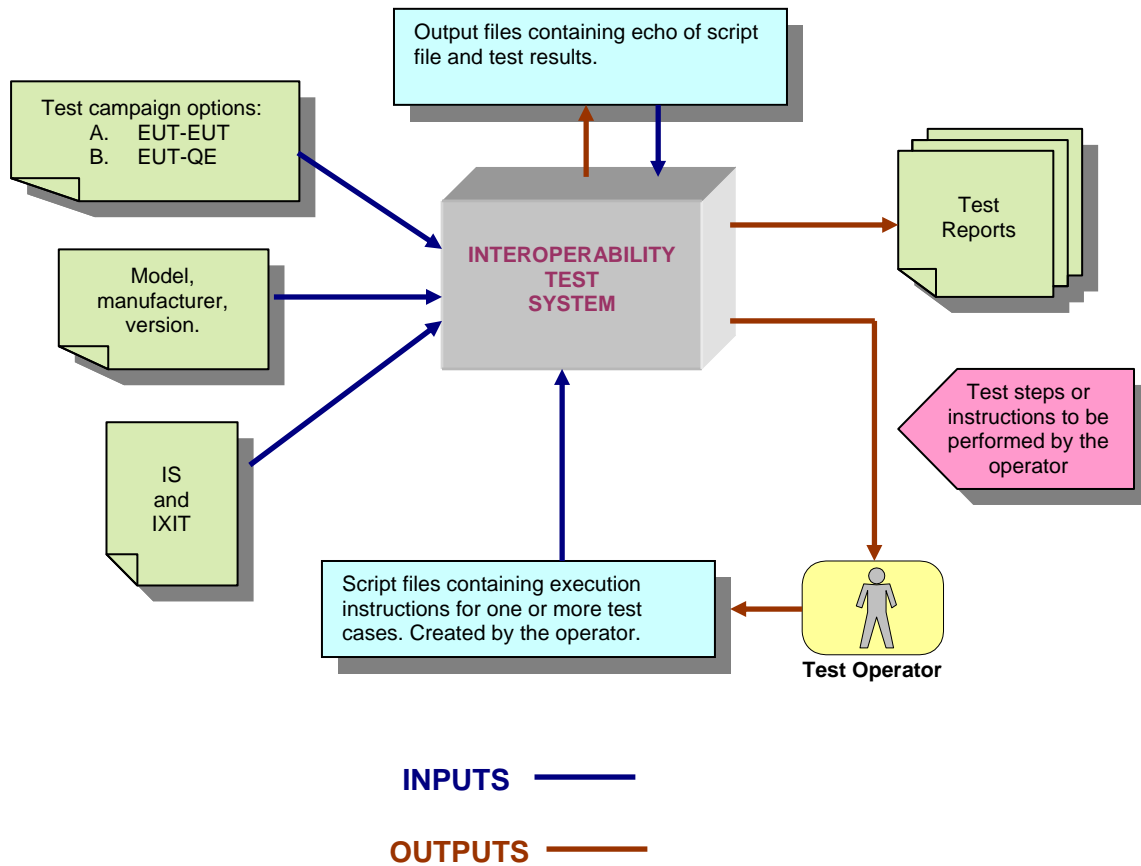 Output files containing echo of script
file and test results.
Test campaign options:
A. EUT-EUT
B. EUT-QE
INTEROPERABILITY
TEST
SYSTEM
Test
Reports
Model,
manufacturer,
version.
Test steps or
instructions to be
performed by the
operator
IS
and
IXIT
Script files containing execution
instructions for one or more test
cases. Created by the operator.
Test Operator
INPUTS
OUTPUTS